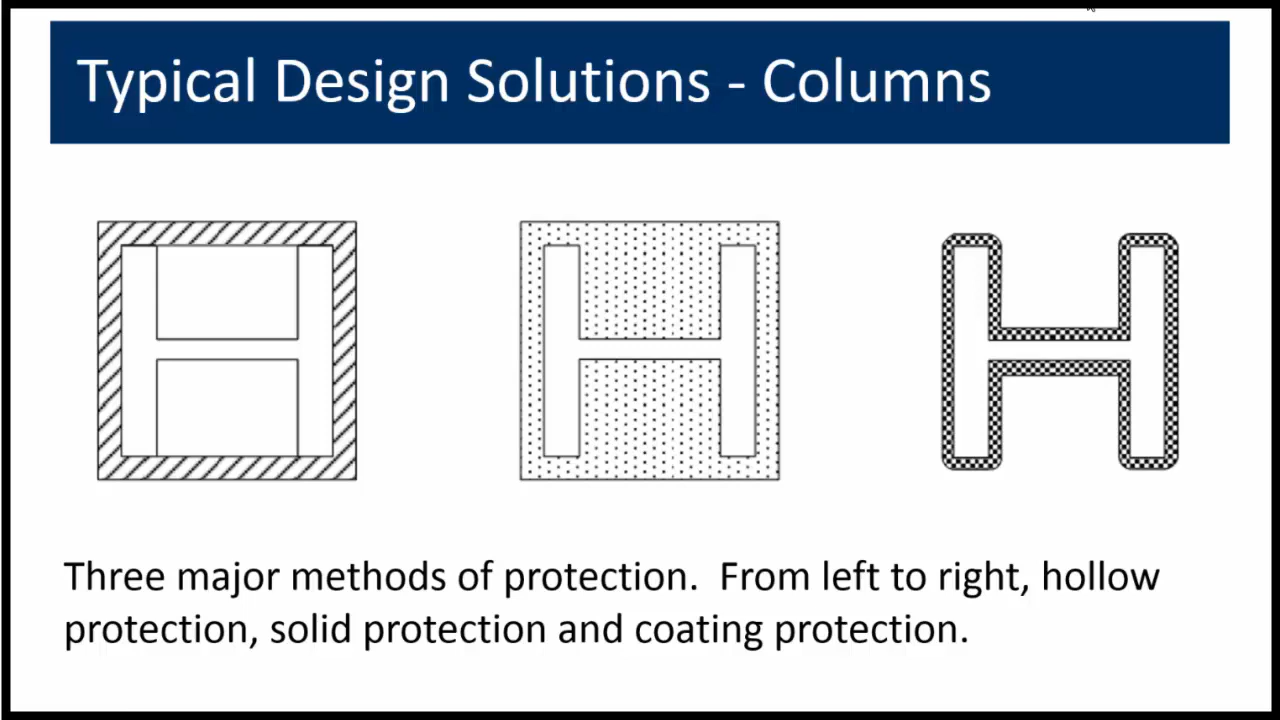 Typical Design Solutions - Columns
Three major methods of protection.  From left to right, hollow
protection, solid protection and coating protection.